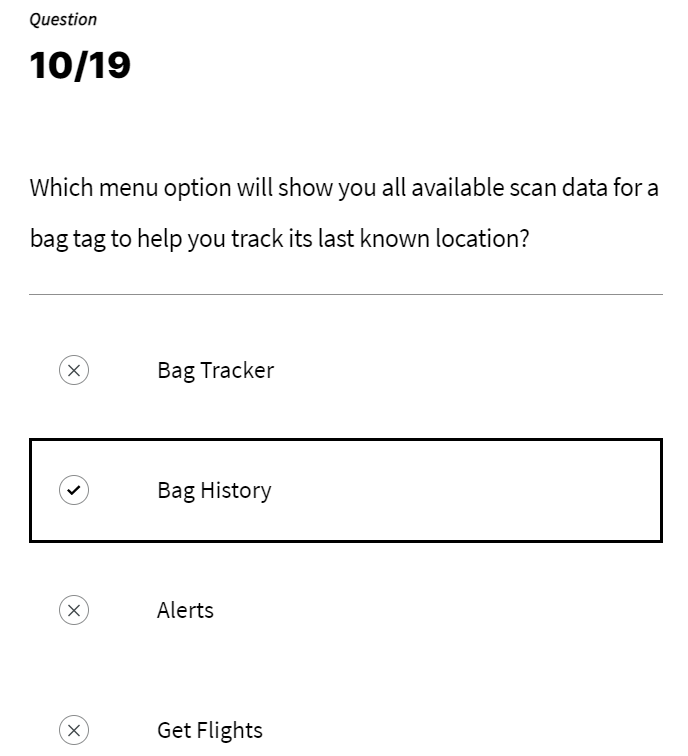 Question
10/19
Which menu option will show you all available scan data for a
bag tag to help you track its last known location?
Bag Tracker
Bag History
Alerts
Get Flights